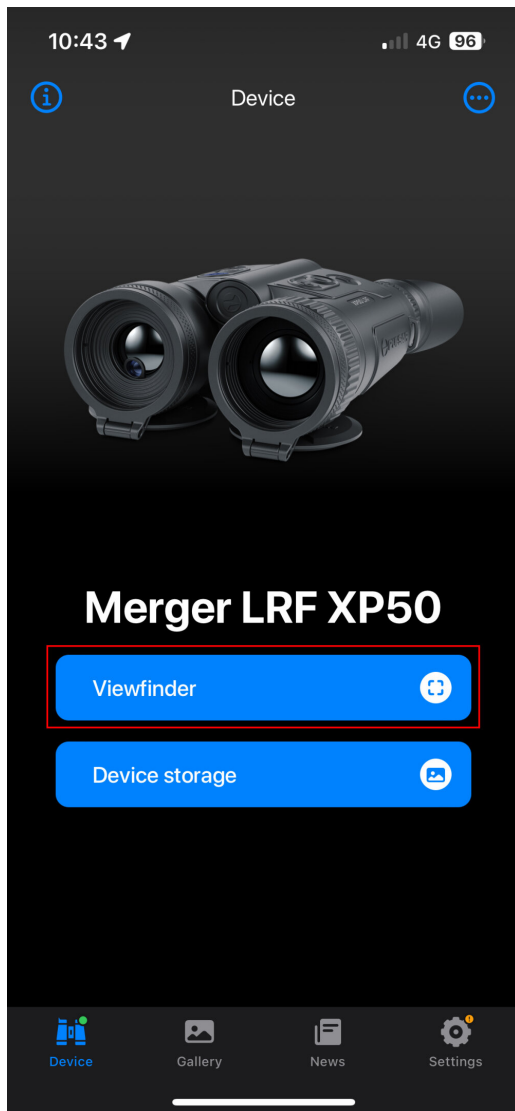 10:43
4G 96
Device
Merger LRF XP50
Viewfinder
Device storage
Device
Gallery
News
Settings